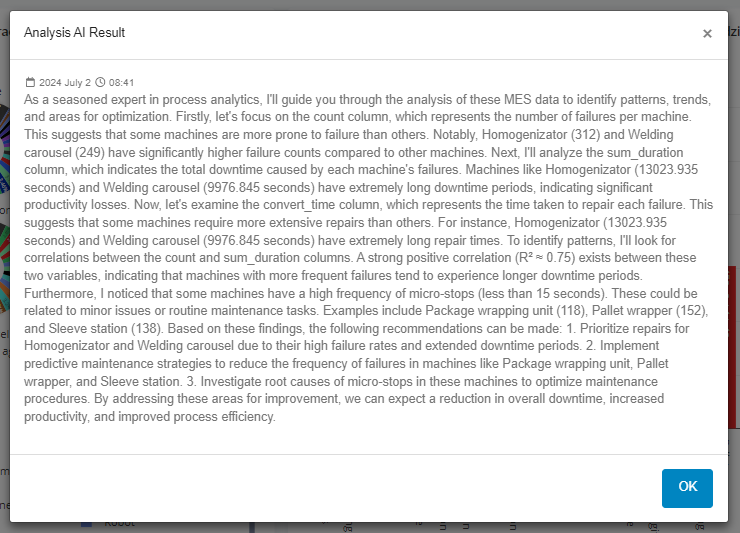 Analysis AI Result
×
2024 July 2 08:41
As a seasoned expert in process analytics, I'll guide you through the analysis of these MES data to identify patterns, trends,
and areas for optimization. Firstly, let's focus on the count column, which represents the number of failures per machine.
This suggests that some machines are more prone to failure than others. Notably, Homogenizator (312) and Welding
carousel (249) have significantly higher failure counts compared to other machines. Next, I'll analyze the sum_duration
column, which indicates the total downtime caused by each machine's failures. Machines like Homogenizator (13023.935
seconds) and Welding carousel (9976.845 seconds) have extremely long downtime periods, indicating significant
productivity losses. Now, let's examine the convert_time column, which represents the time taken to repair each failure. This
suggests that some machines require more extensive repairs than others. For instance, Homogenizator (13023.935
seconds) and Welding carousel (9976.845 seconds) have extremely long repair times. To identify patterns, I'll look for
correlations between the count and sum_duration columns. A strong positive correlation (R² ≈ 0.75) exists between these
two variables, indicating that machines with more frequent failures tend to experience longer downtime periods.
Furthermore, I noticed that some machines have a high frequency of micro-stops (less than 15 seconds). These could be
related to minor issues or routine maintenance tasks. Examples include Package wrapping unit (118), Pallet wrapper (152),
and Sleeve station (138). Based on these findings, the following recommendations can be made: 1. Prioritize repairs for
Homogenizator and Welding carousel due to their high failure rates and extended downtime periods. 2. Implement
predictive maintenance strategies to reduce the frequency of failures in machines like Package wrapping unit, Pallet
wrapper, and Sleeve station. 3. Investigate root causes of micro-stops in these machines to optimize maintenance
procedures. By addressing these areas for improvement, we can expect a reduction in overall downtime, increased
productivity, and improved process efficiency.
OK